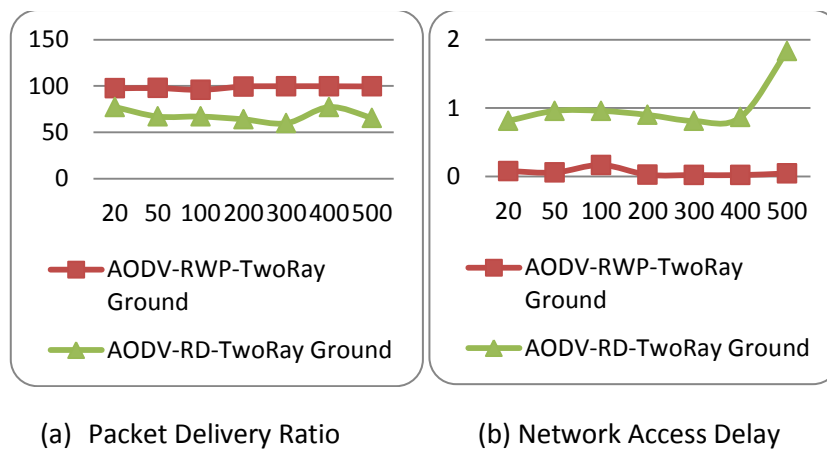 150
100
50
0
20 50 100 200 300 400 500
AODV-RWP-TwoRay
Ground
AODV-RD-TwoRay Ground
(a) Packet Delivery Ratio
2
1
0
20 50 100 200 300 400 500
AODV-RWP-TwoRay
Ground
AODV-RD-TwoRay Ground
(b) Network Access Delay